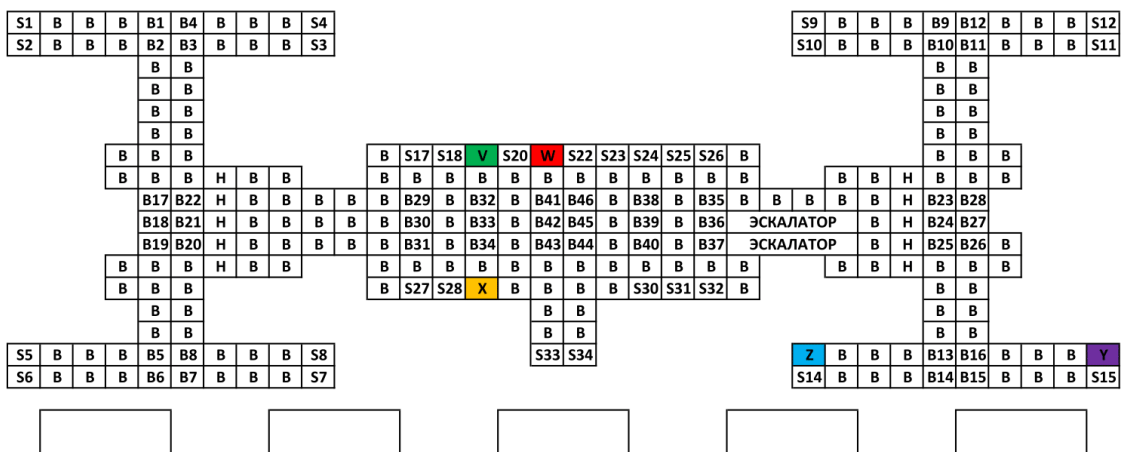 S1 B B B B1 B4 B B B S4 S9 B B B B9 B12 B B B S12
S2 B B B B2 B3 B B B S3 S10 B B B B10 B11 B B B S11
B B B B
B B B B
B B B B
B B B B
B B B B S17 S18 V S20 W S22 S23 S24 S25 S26 B B B B
B B B H B B B B B B B B B B B B B B B B H B B B
B17 B22 H B B B B B B29 B B32 B B41 B46 B B38 B B35 B B B B B H B23 B28
B18 B21 H B B B B B B30 B B33 B B42 B45 B B39 B B36 ЭСКАЛАТОР B H B24 B27
B19 B20 H B B B B B B31 B B34 B B43 B44 B B40 B B37 ЭСКАЛАТОР B H B25 B26 B
B B B H B B B B B B B B B B B B B B B B H B B B
B B B B S27 S28 X B B B B S30 S31 S32 B B B
B B B B B B
B B B B B B
S5 B B B B5 B8 B B B S8 S33 S34 Z B B B B13 B16 B B B Y
S6 B B B B6 B7 B B B S7 S14 B B B B14 B15 B B B S15